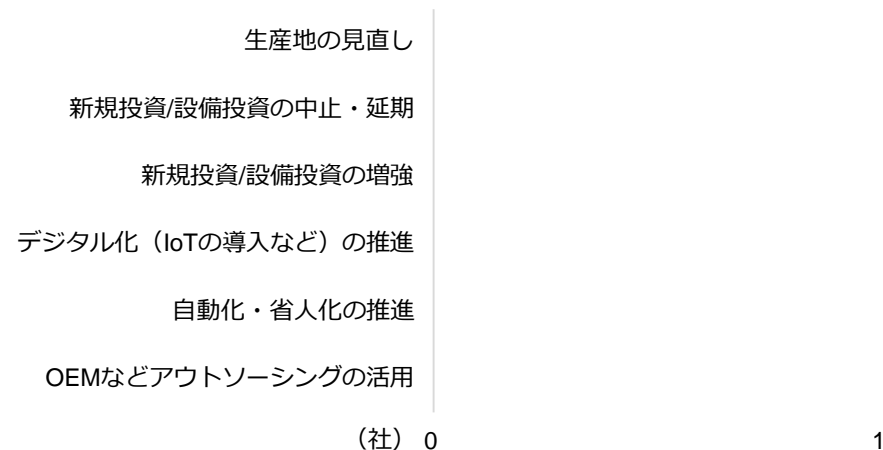 生産地の見直し
新規投資/設備投資の中止・延期
新規投資/設備投資の増強
デジタル化（IoTの導入など）の推進
自動化・省人化の推進
OEMなどアウトソーシングの活用
（社） 0 1